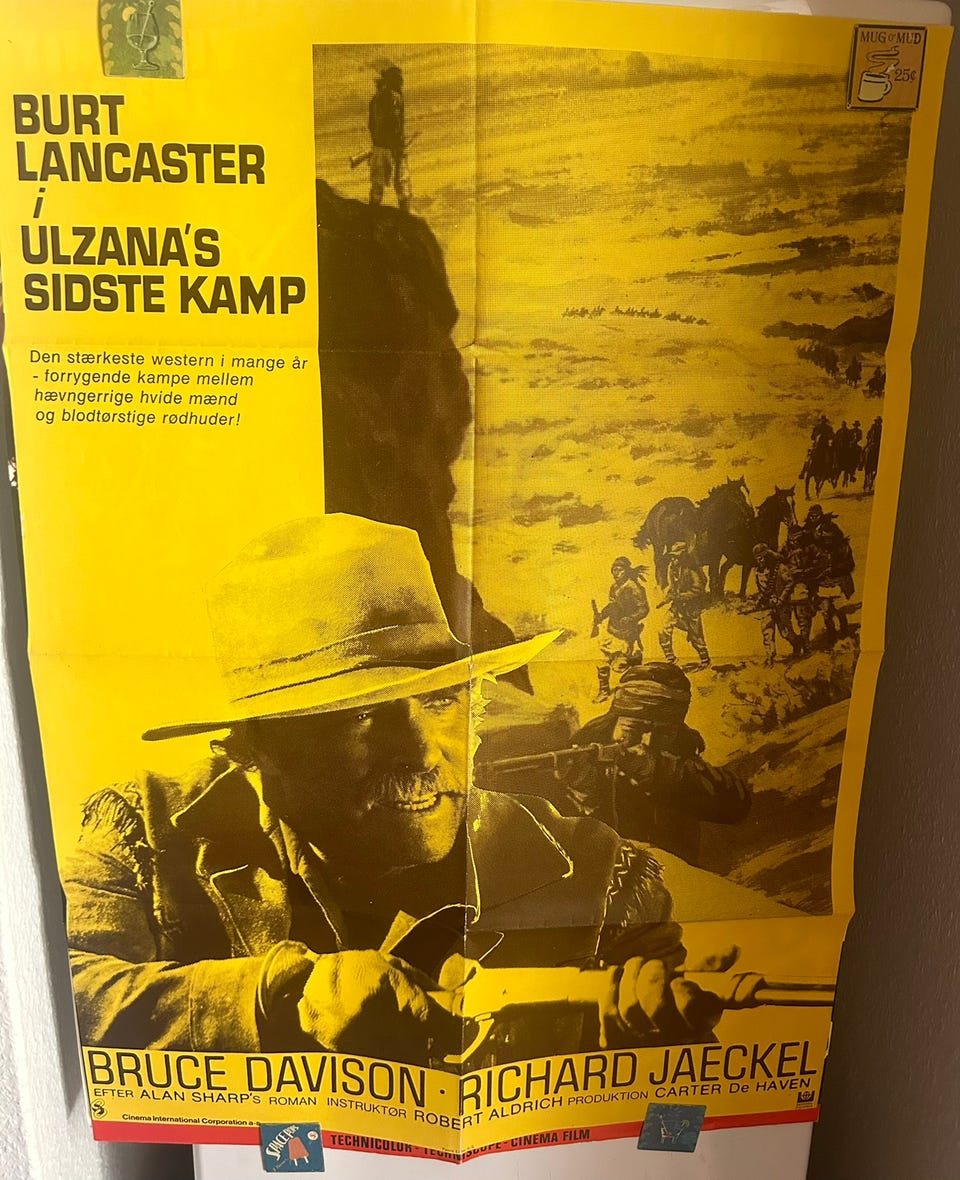 MUG O' MUD
25¢
BURT
LANCASTER
i
ULZANA'S
SIDSTE KAMP
Den stærkeste western i mange år
- forrygende kampe mellem
hævngerrige hvide mænd
og blodtørstige rødhuder!
BRUCE DAVISON · RICHARD JAECKEL
EFTER ALAN SHARP'S ROMAN INSTRUKTØR ROBERT ALDRICH PRODUKTION CARTER De HAVEN
Cinema International Corporation a-s
TECHNICOLOR - CINEMA FILM
SPACE POPS